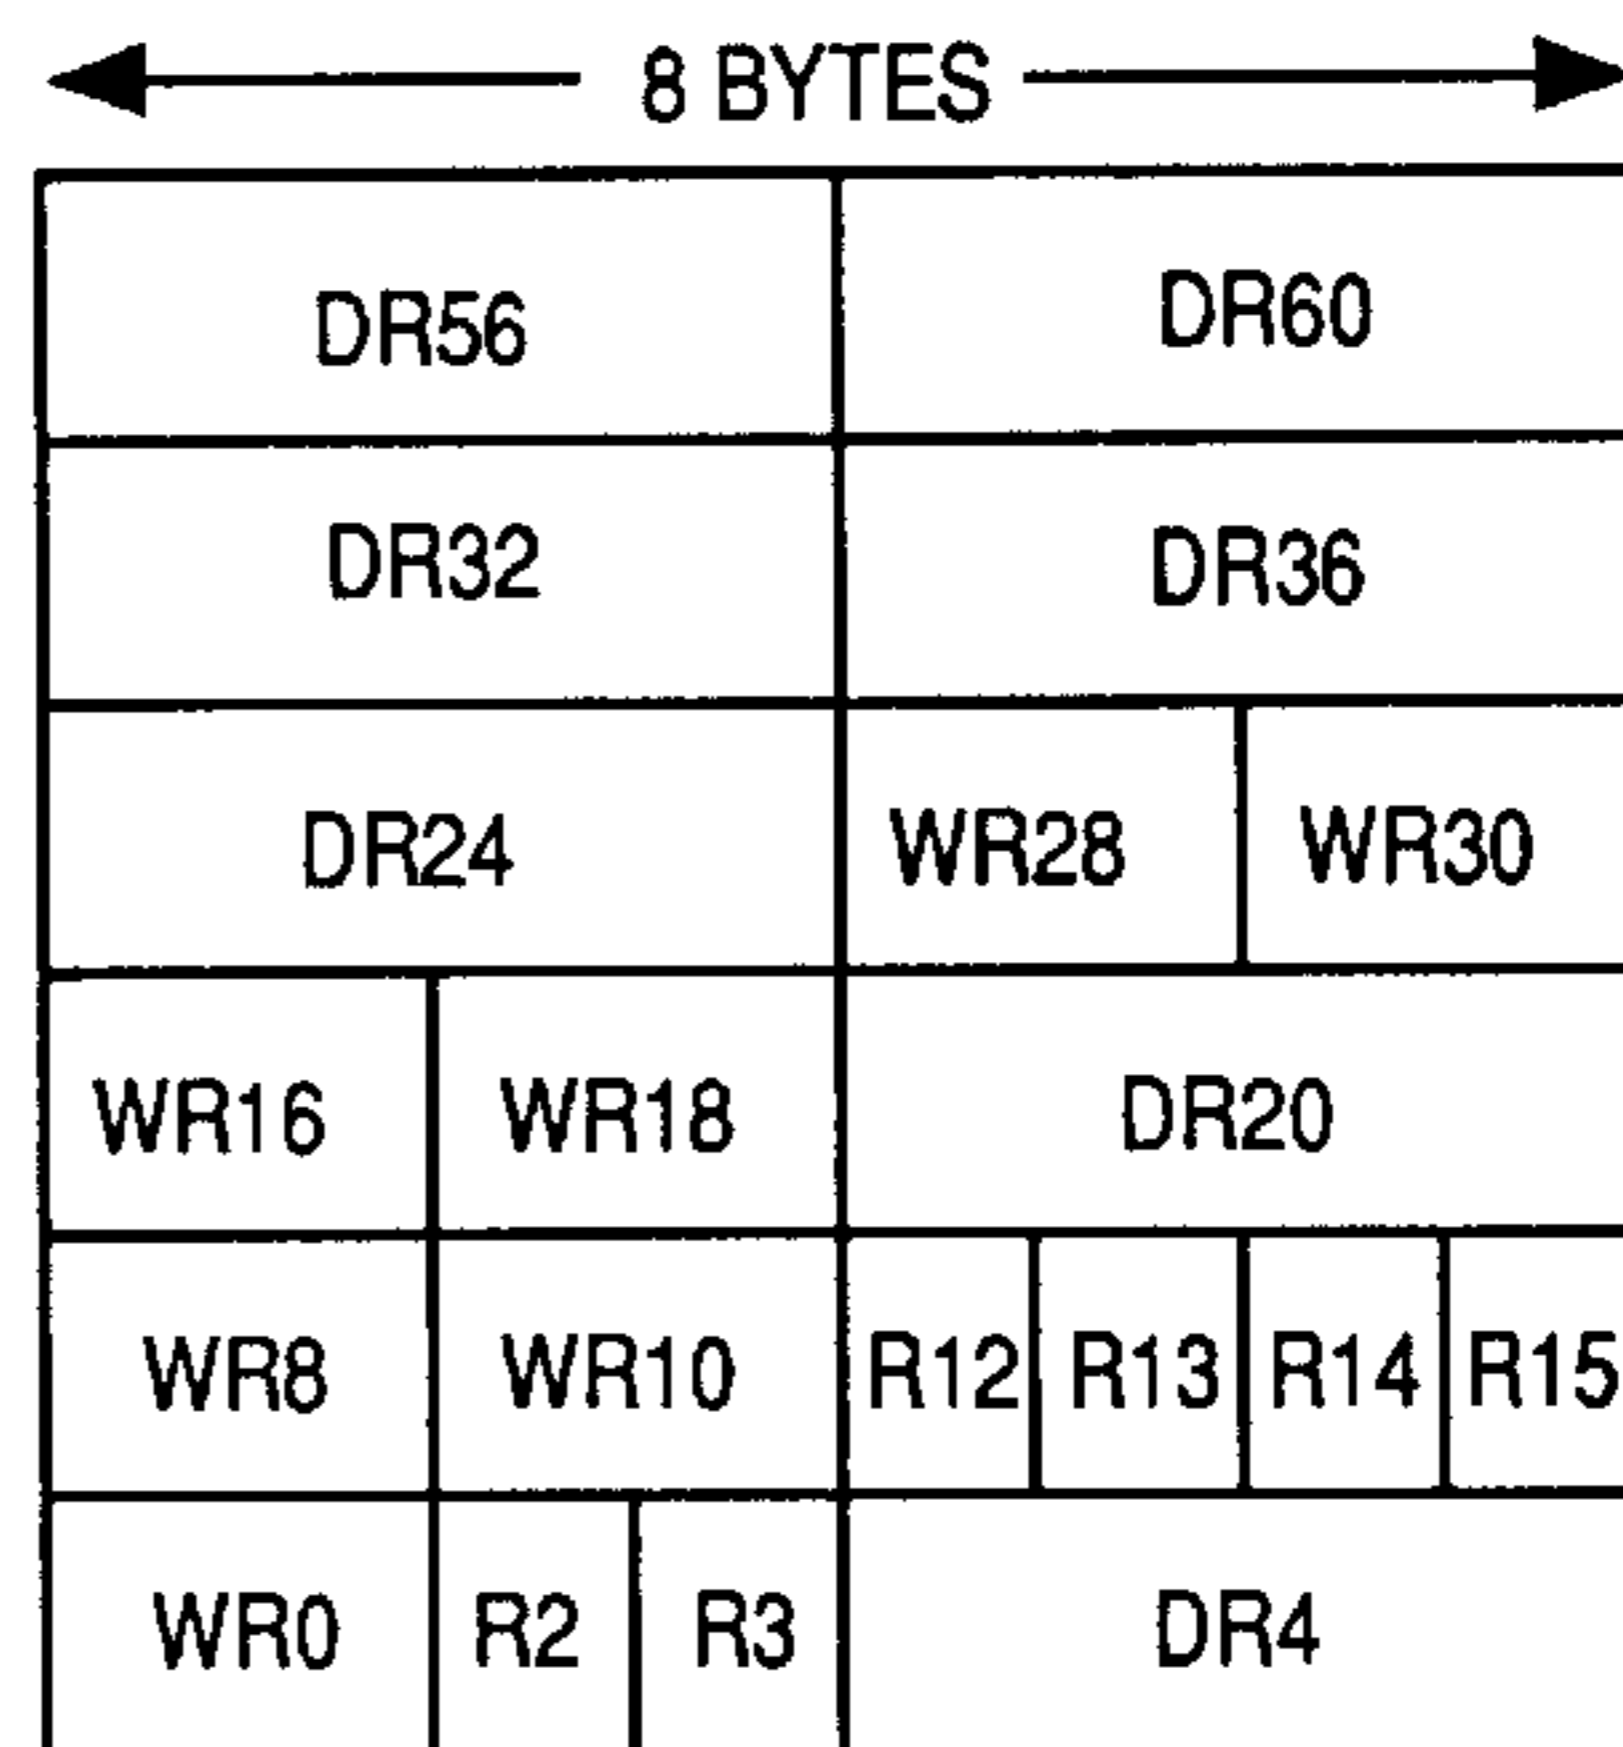 8 BYTES
DR56 DR60
DR32 DR36
DR24 WR28 WR30
WR16 WR18 DR20
WR8 WR10 R12 R13 R14 R15
WR0 R2 R3 DR4